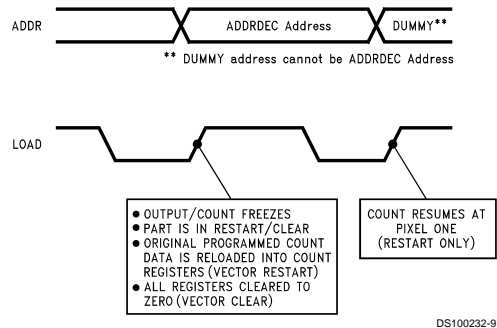 ADDR
ADDRDEC Address
DUMMY**
** DUMMY address cannot be ADDRDEC Address
LOAD
● OUTPUT/COUNT FREEZES
● PART IS IN RESTART/CLEAR
● ORIGINAL PROGRAMMED COUNT
DATA IS RELOADED INTO COUNT
REGISTERS (VECTOR RESTART)
● ALL REGISTERS CLEARED TO
ZERO (VECTOR CLEAR)
COUNT RESUMES AT
PIXEL ONE
(RESTART ONLY)
DS100232-9